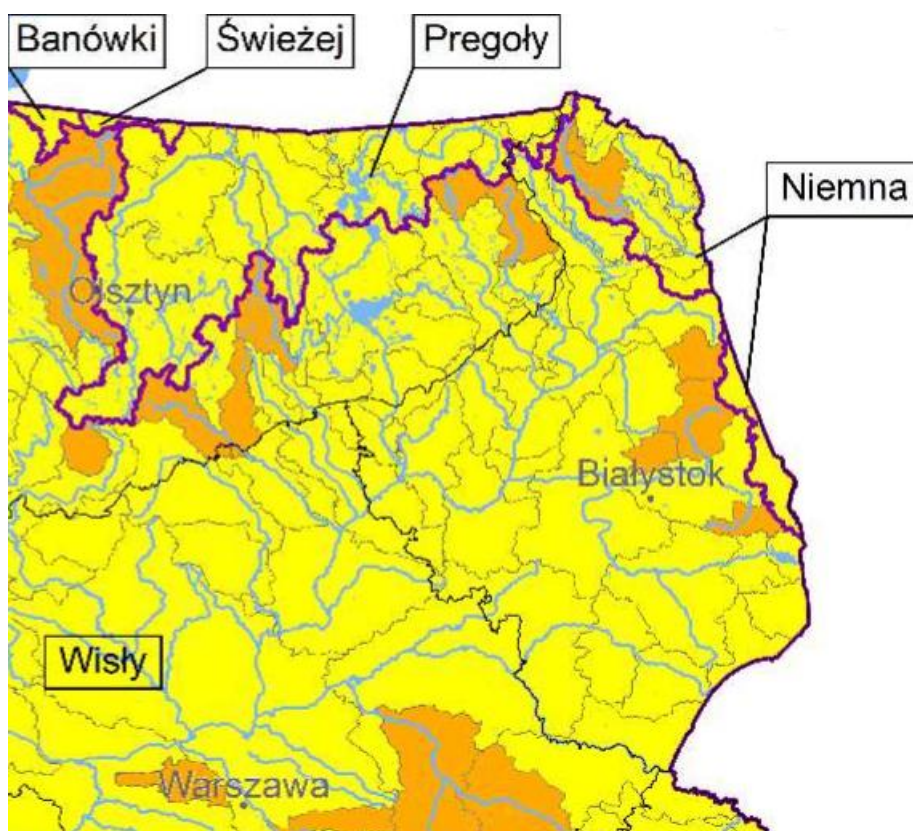 Banówki
Świeżej
Pregoły
Niemna
Olsztyn
Białystok
Wisły
Warszawa